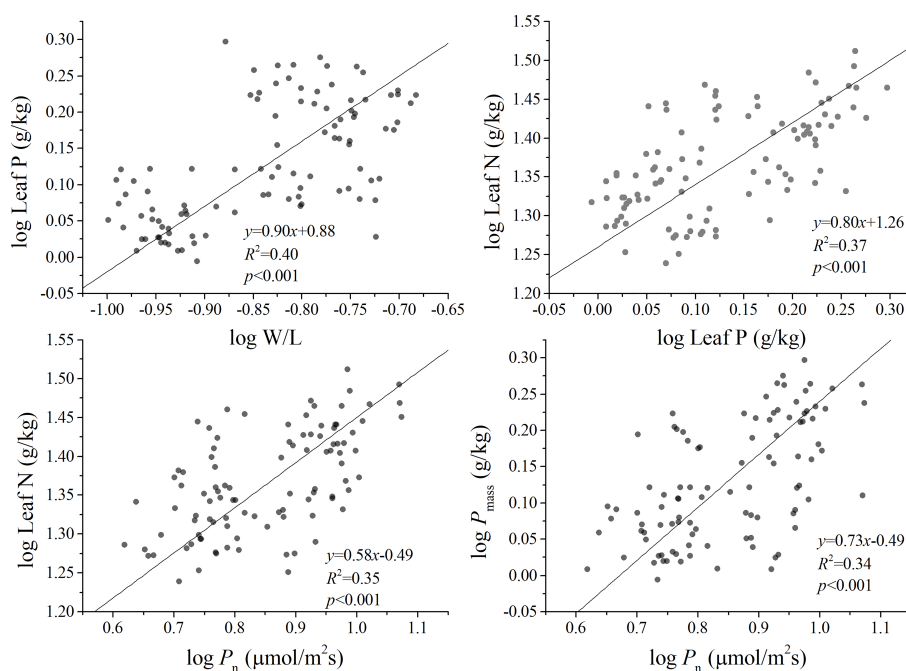 log Leaf P (g/kg)
0.30
0.25
0.20
0.15
0.10
0.05
0.00
-0.05
y=0.90x+0.88
R²=0.40
p<0.001
-1.00 -0.95 -0.90 -0.85 -0.80 -0.75 -0.70 -0.65
log W/L
log Leaf N (g/kg)
1.50
1.45
1.40
1.35
1.30
1.25
1.20
y=0.80x+1.26
R²=0.37
p<0.001
-0.05 0.00 0.05 0.10 0.15 0.20 0.25 0.30
log Leaf P (g/kg)
log Leaf N (g/kg)
1.55
1.50
1.45
1.40
1.35
1.30
1.25
1.20
y=0.58x-0.49
R²=0.35
p<0.001
0.6 0.7 0.8 0.9 1.0 1.1
log Pn (μmol/m²s)
log Pmass (g/kg)
0.30
0.25
0.20
0.15
0.10
0.05
0.00
-0.05
y=0.73x-0.49
R²=0.34
p<0.001
0.6 0.7 0.8 0.9 1.0 1.1
log Pn (μmol/m²s)